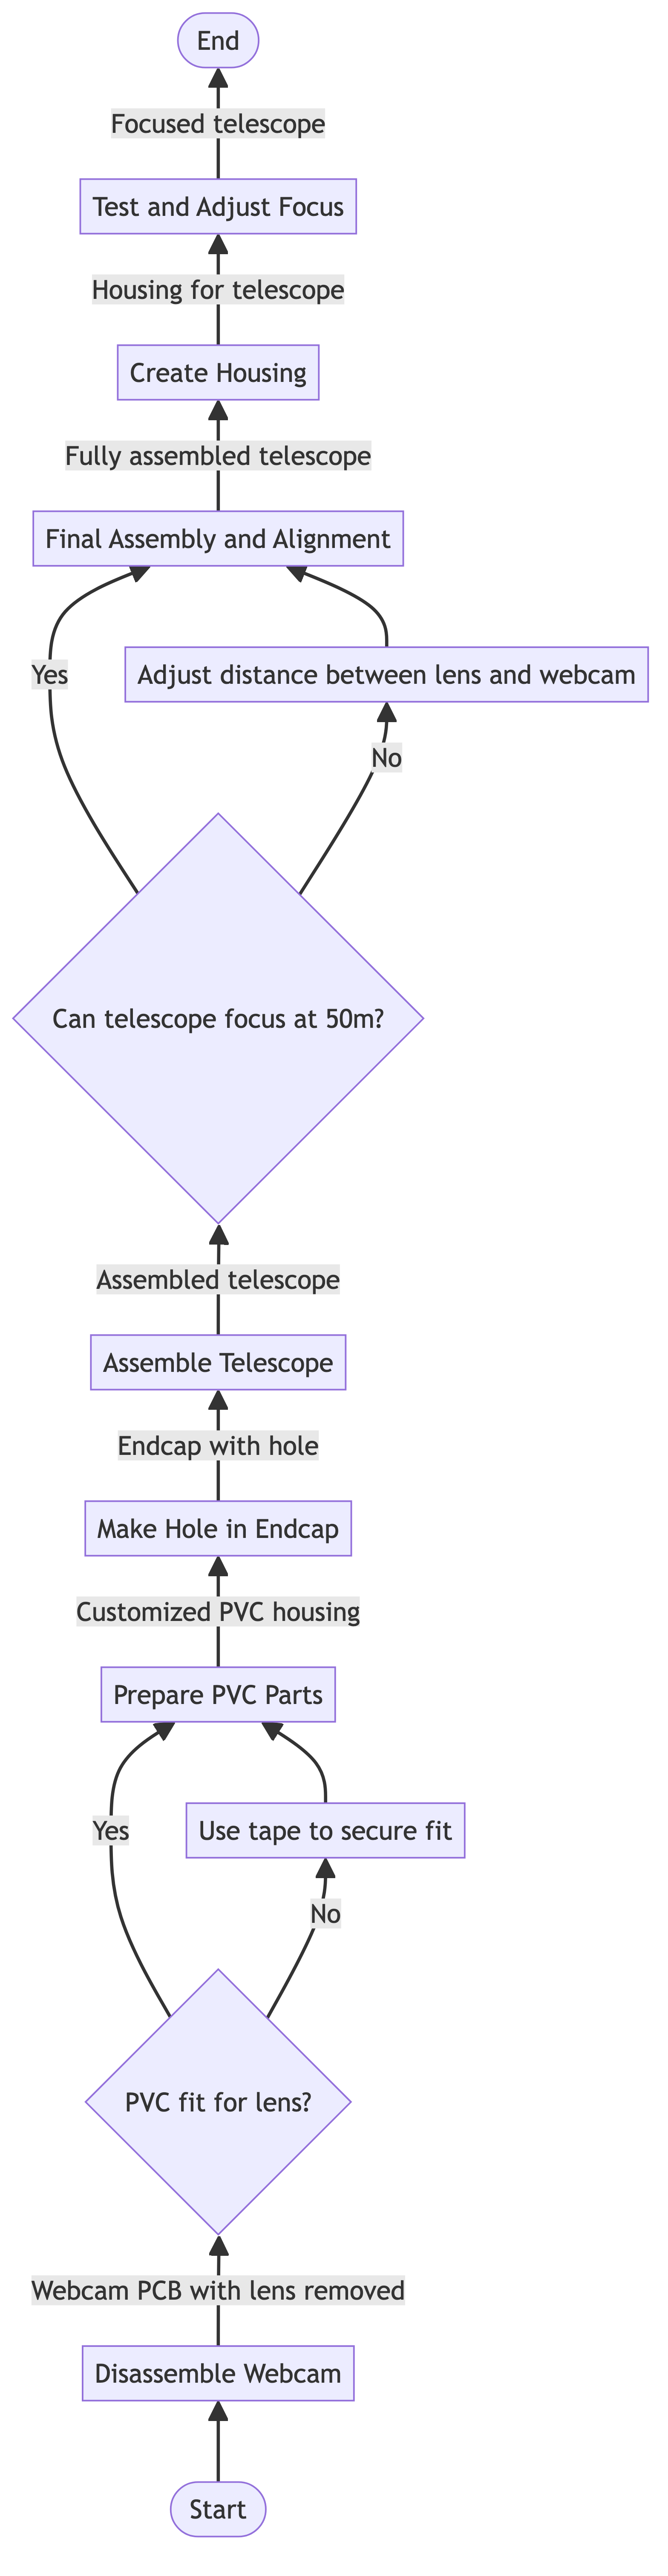 End
Focused telescope
Test and Adjust Focus
Housing for telescope
Create Housing
Fully assembled telescope
Final Assembly and Alignment
Yes
Adjust distance between lens and webcam
No
Can telescope focus at 50m?
Assembled telescope
Assemble Telescope
Endcap with hole
Make Hole in Endcap
Customized PVC housing
Prepare PVC Parts
Yes
Use tape to secure fit
No
PVC fit for lens?
Webcam PCB with lens removed
Disassemble Webcam
Start